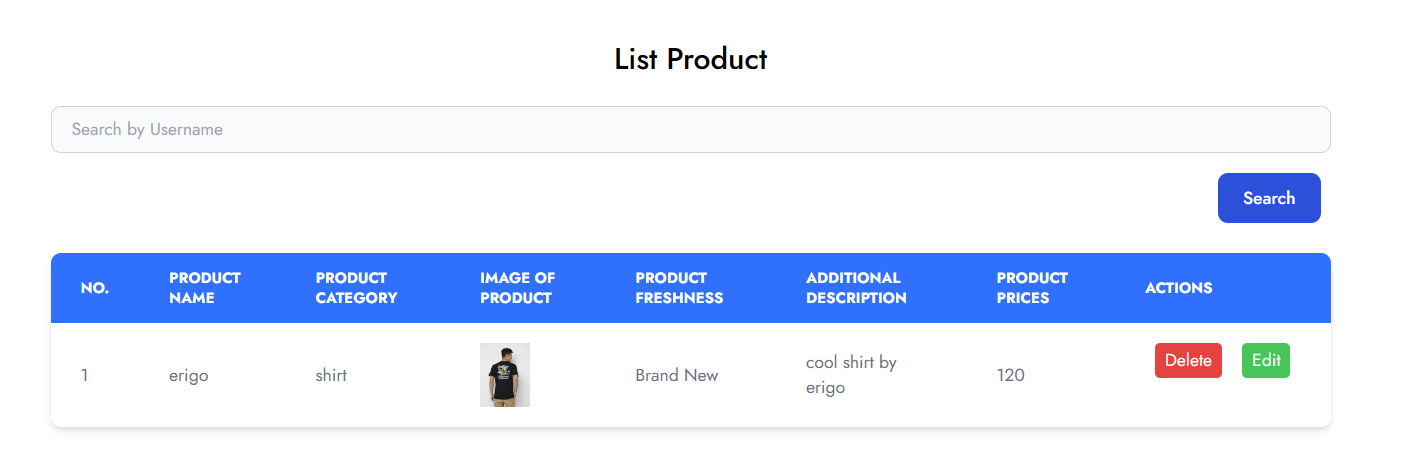 List Product
Search by Username
Search
NO.
PRODUCT
NAME
PRODUCT
CATEGORY
IMAGE OF
PRODUCT
PRODUCT
FRESHNESS
ADDITIONAL
DESCRIPTION
PRODUCT
PRICES
ACTIONS
1
erigo
shirt
Brand New
cool shirt by
erigo
120
Delete
Edit